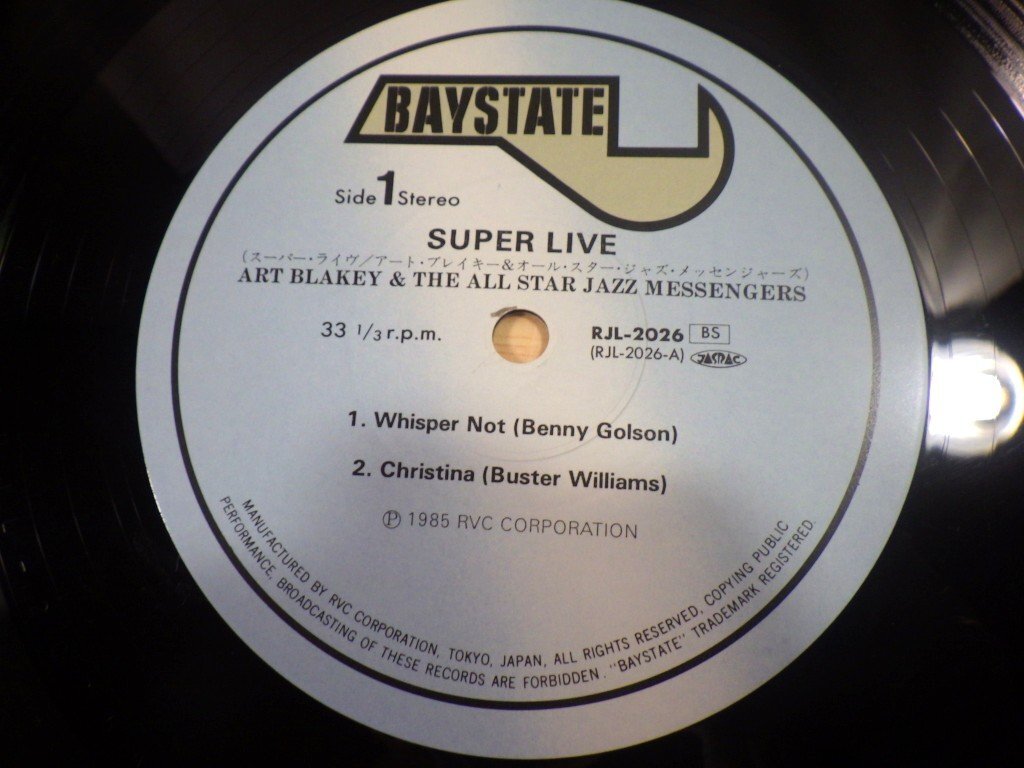 BAYSTATE
Side 1 Stereo
SUPER LIVE
(スーパー・ライヴ/アート・ブレイキー&オール・スター・ジャズ・メッセンジャーズ)
ART BLAKEY & THE ALL STAR JAZZ MESSENGERS
33 1/3 r.p.m.
RJL-2026 BS
(RJL-2026-A) JASRAC
1. Whisper Not (Benny Golson)
2. Christina (Buster Williams)
Ⓟ 1985 RVC CORPORATION
MANUFACTURED BY RVC CORPORATION, TOKYO, JAPAN, ALL RIGHTS RESERVED, COPYING PUBLIC
PERFORMANCE, BROADCASTING OF THESE RECORDS ARE FORBIDDEN. "BAYSTATE" TRADEMARK REGISTERED